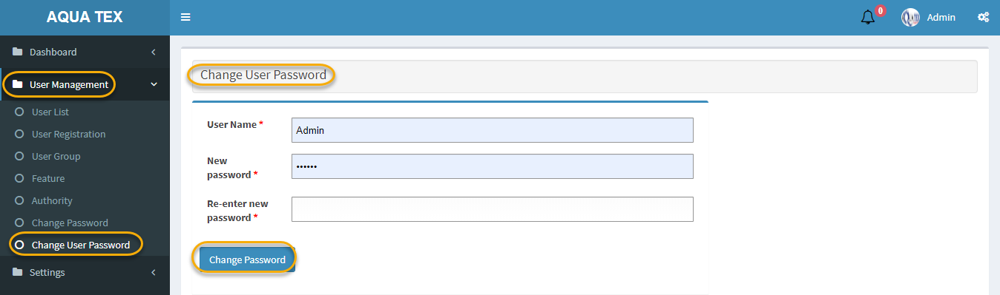 AQUA TEX
0
Admin
Dashboard
User Management
User List
User Registration
User Group
Feature
Authority
Change Password
Change User Password
Settings
Change User Password
User Name *
Admin
New
password *
••••••
Re-enter new
password *
Change Password